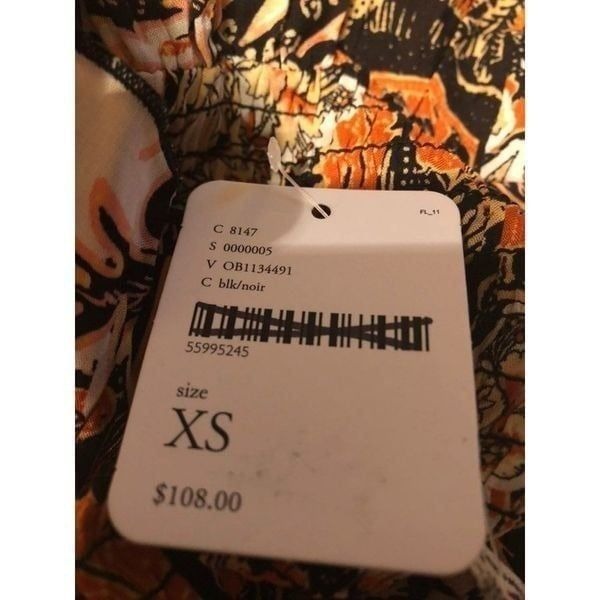 FL_11
C 8147
S 0000005
V OB1134491
C blk/noir
55995245
size
XS
$108.00